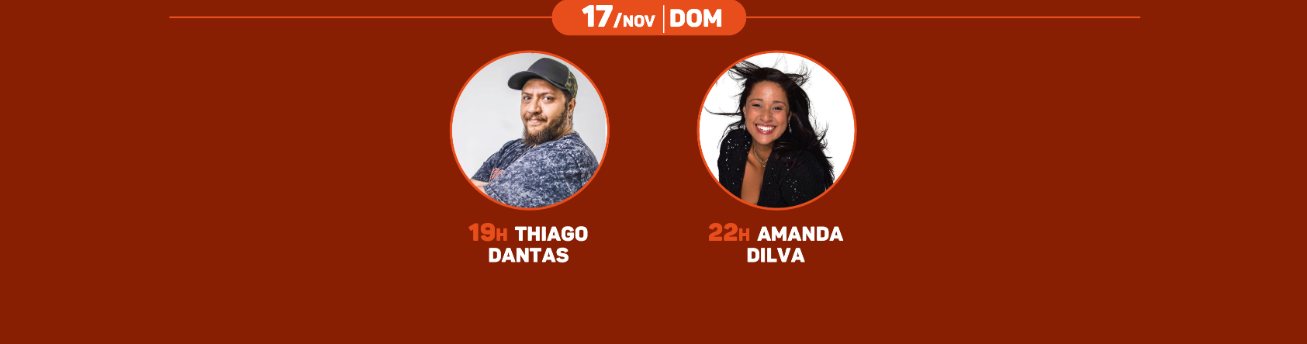 17/NOV | DOM
19H THIAGO
DANTAS
22H AMANDA
DILVA